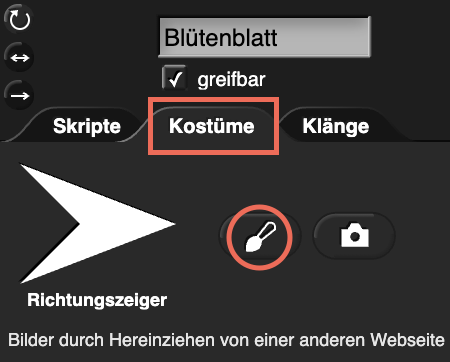 Blütenblatt
greifbar
Skripte Kostüme Klänge
Richtungszeiger
Bilder durch Hereinziehen von einer anderen Webseite